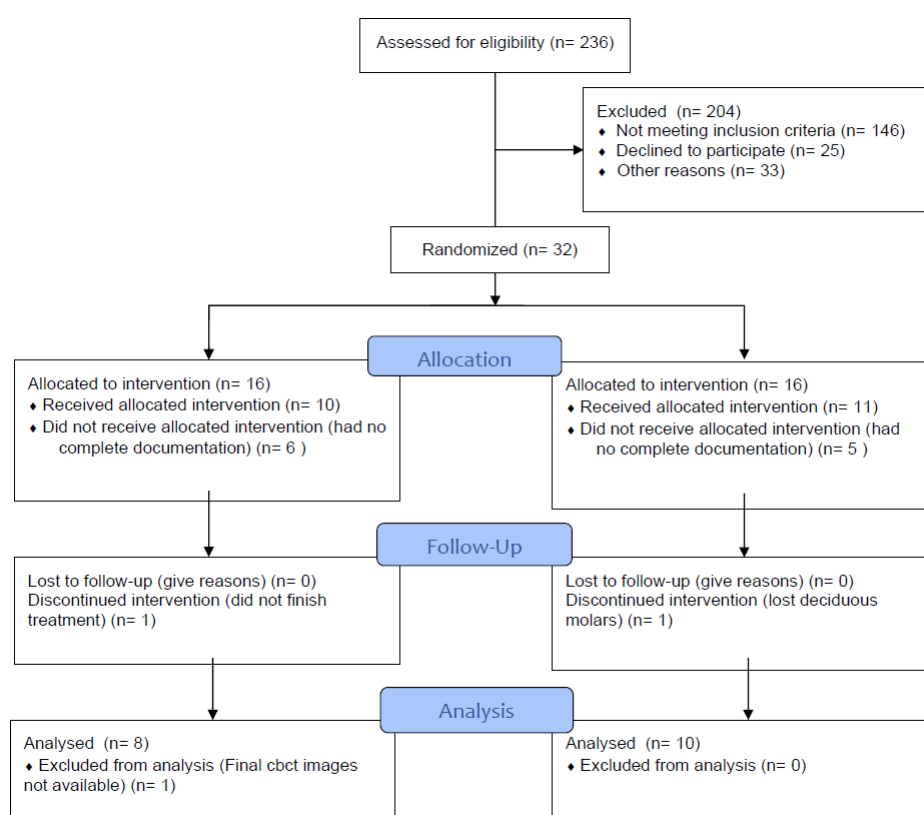 Assessed for eligibility (n= 236)
Excluded (n= 204)
♦ Not meeting inclusion criteria (n= 146)
♦ Declined to participate (n= 25)
♦ Other reasons (n= 33)
Randomized (n= 32)
Allocation
Allocated to intervention (n= 16)
♦ Received allocated intervention (n= 10)
♦ Did not receive allocated intervention (had no
complete documentation) (n= 6 )
Allocated to intervention (n= 16)
♦ Received allocated intervention (n= 11)
♦ Did not receive allocated intervention (had
no complete documentation) (n= 5 )
Follow-Up
Lost to follow-up (give reasons) (n= 0)
Discontinued intervention (did not finish
treatment) (n= 1)
Lost to follow-up (give reasons) (n= 0)
Discontinued intervention (lost deciduous
molars) (n= 1)
Analysis
Analysed (n= 8)
♦ Excluded from analysis (Final cbct images
not available) (n= 1)
Analysed (n= 10)
♦ Excluded from analysis (n= 0)